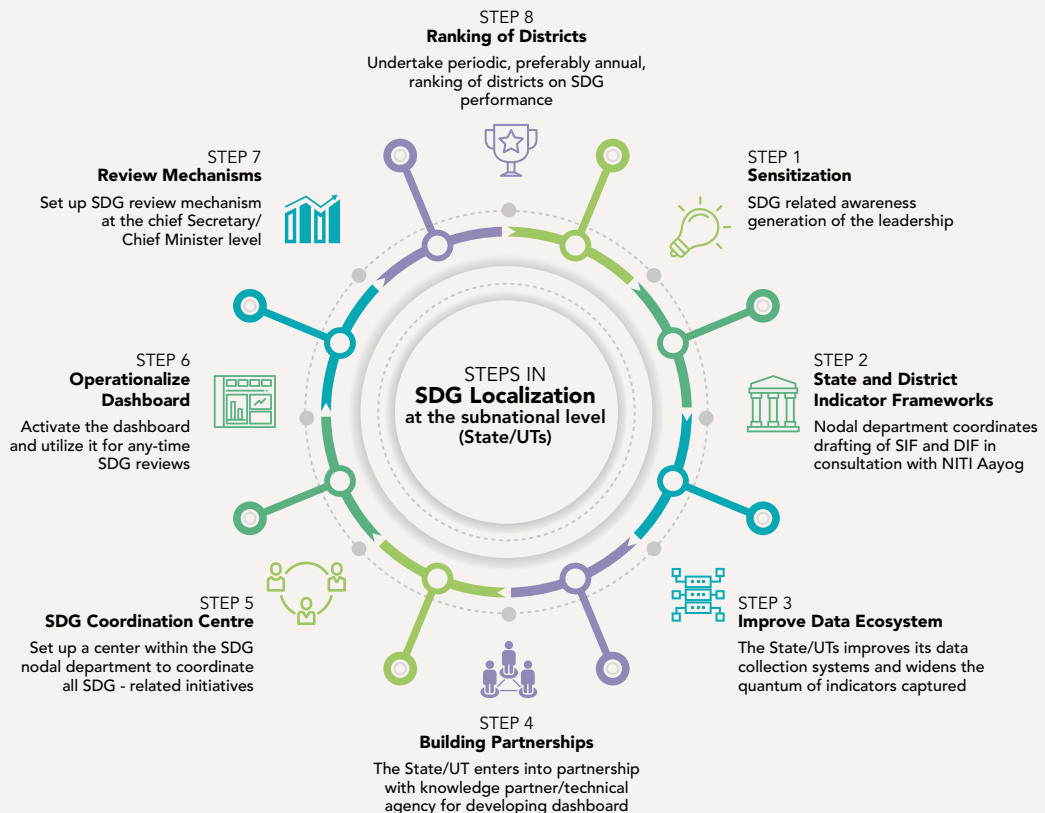 STEPS IN
SDG Localization
at the subnational level
(State/UTs)
STEP 1
Sensitization
SDG related awareness
generation of the leadership
STEP 2
State and District
Indicator Frameworks
Nodal department coordinates
drafting of SIF and DIF in
consultation with NITI Aayog
STEP 3
Improve Data Ecosystem
The State/UTs improves its data
collection systems and widens the
quantum of indicators captured
STEP 4
Building Partnerships
The State/UT enters into partnership
with knowledge partner/technical
agency for developing dashboard
STEP 5
SDG Coordination Centre
Set up a center within the SDG
nodal department to coordinate
all SDG - related initiatives
STEP 6
Operationalize
Dashboard
Activate the dashboard
and utilize it for any-time
SDG reviews
STEP 7
Review Mechanisms
Set up SDG review mechanism
at the chief Secretary/
Chief Minister level
STEP 8
Ranking of Districts
Undertake periodic, preferably annual,
ranking of districts on SDG
performance